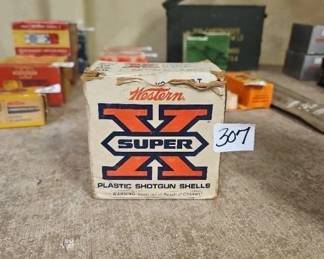 Western
X
SUPER
PLASTIC SHOTGUN SHELLS
307